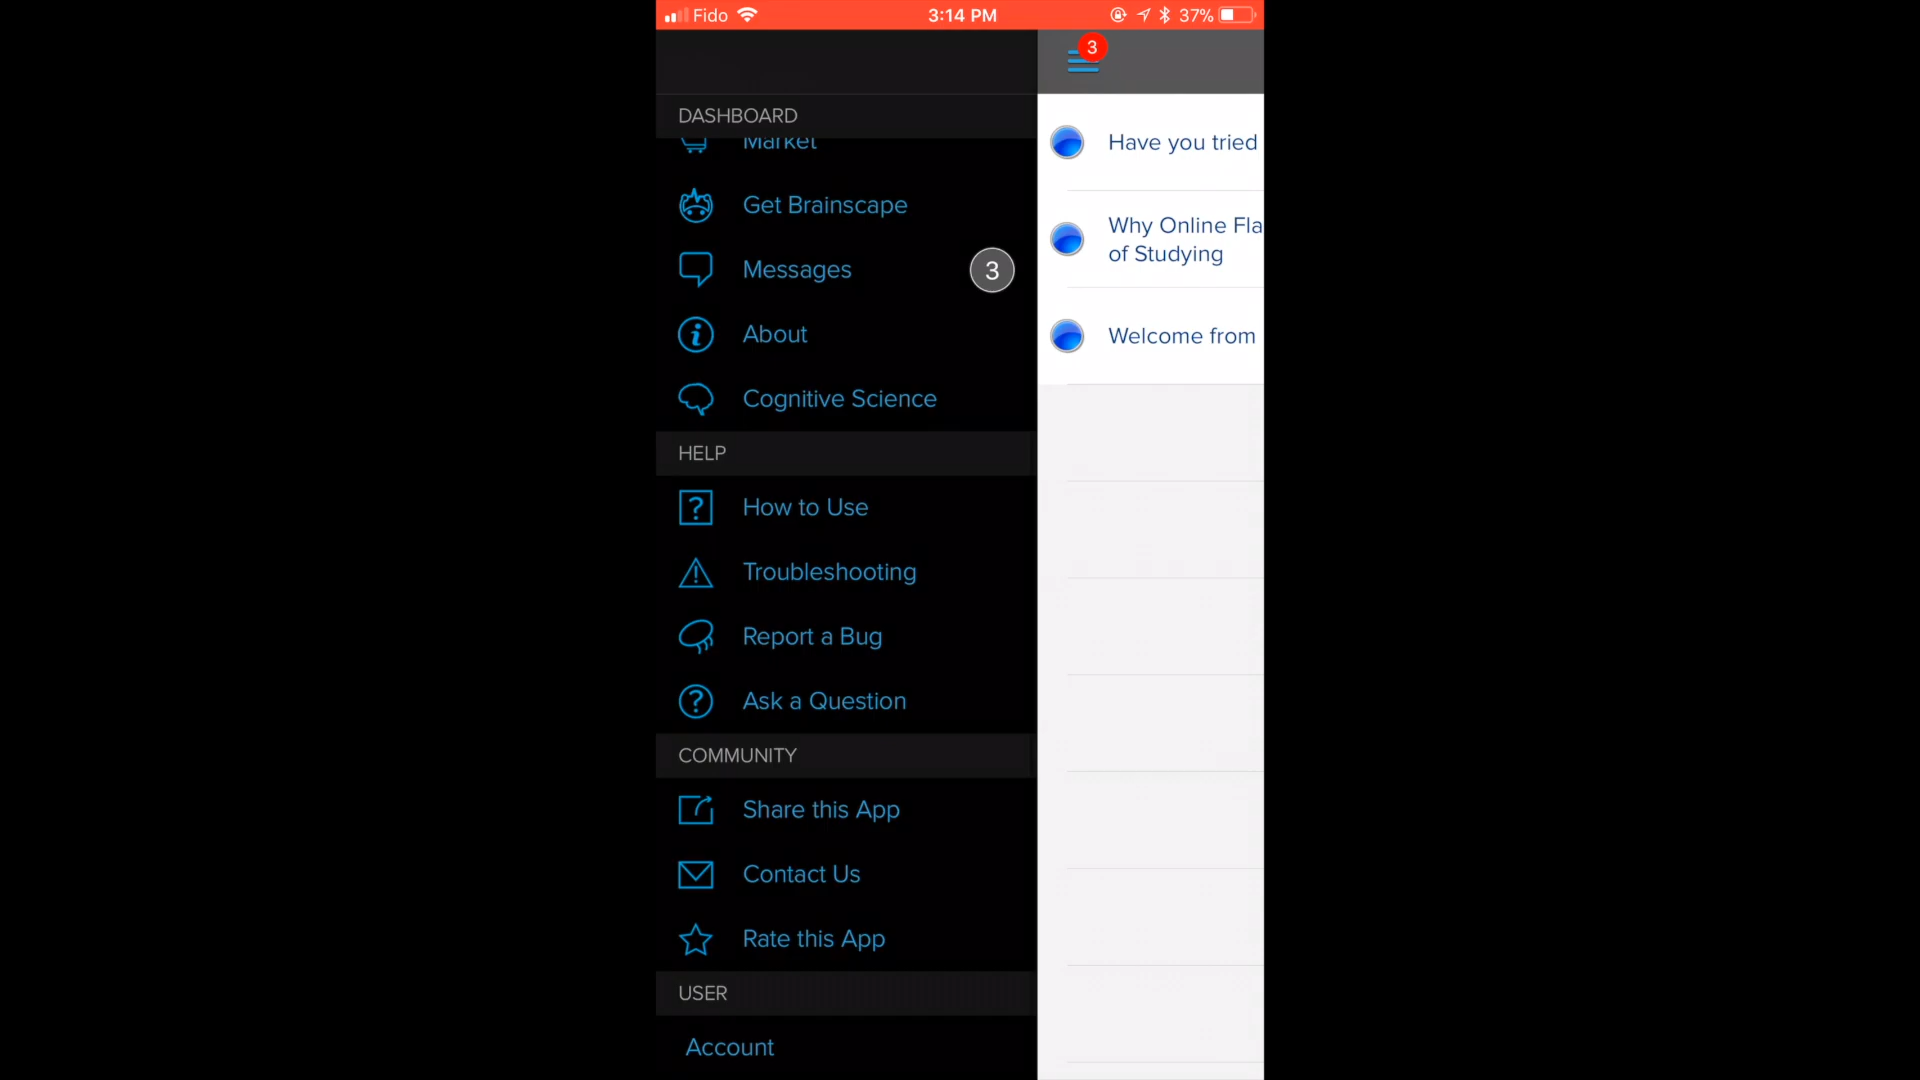 Fido 3:14 PM 37%
3
DASHBOARD
Market
Get Brainscape
Messages 3
About
Cognitive Science
HELP
How to Use
Troubleshooting
Report a Bug
Ask a Question
COMMUNITY
Share this App
Contact Us
Rate this App
USER
Account
Have you tried
Why Online Fla
of Studying
Welcome from